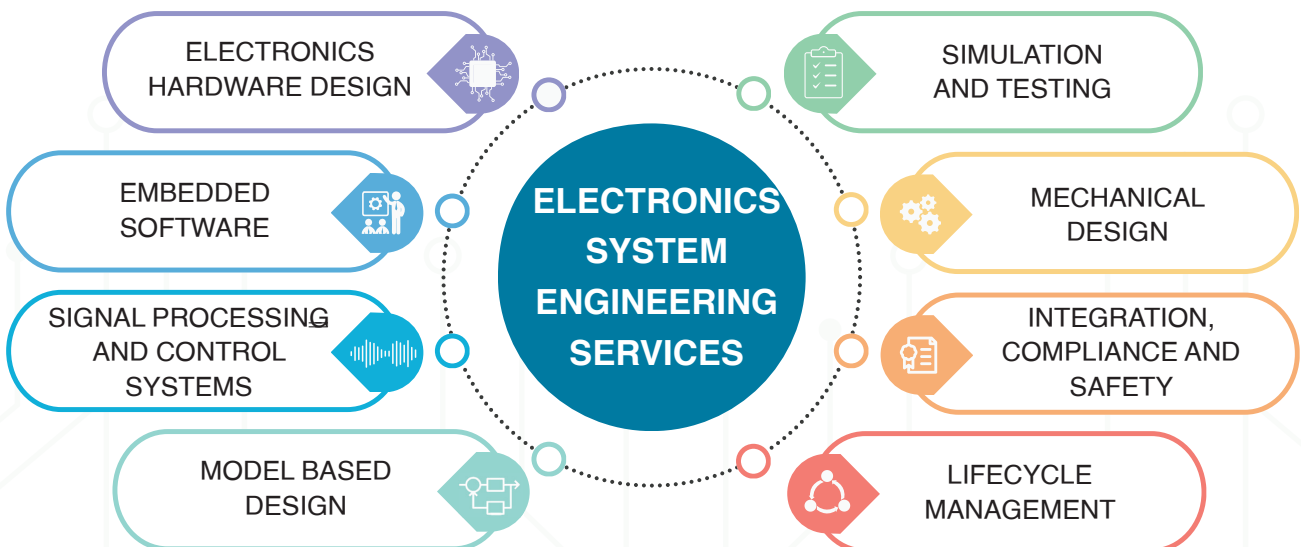 ELECTRONICS
HARDWARE DESIGN
EMBEDDED
SOFTWARE
SIGNAL PROCESSING
AND CONTROL
SYSTEMS
MODEL BASED
DESIGN
ELECTRONICS
SYSTEM
ENGINEERING
SERVICES
SIMULATION
AND TESTING
MECHANICAL
DESIGN
INTEGRATION,
COMPLIANCE AND
SAFETY
LIFECYCLE
MANAGEMENT